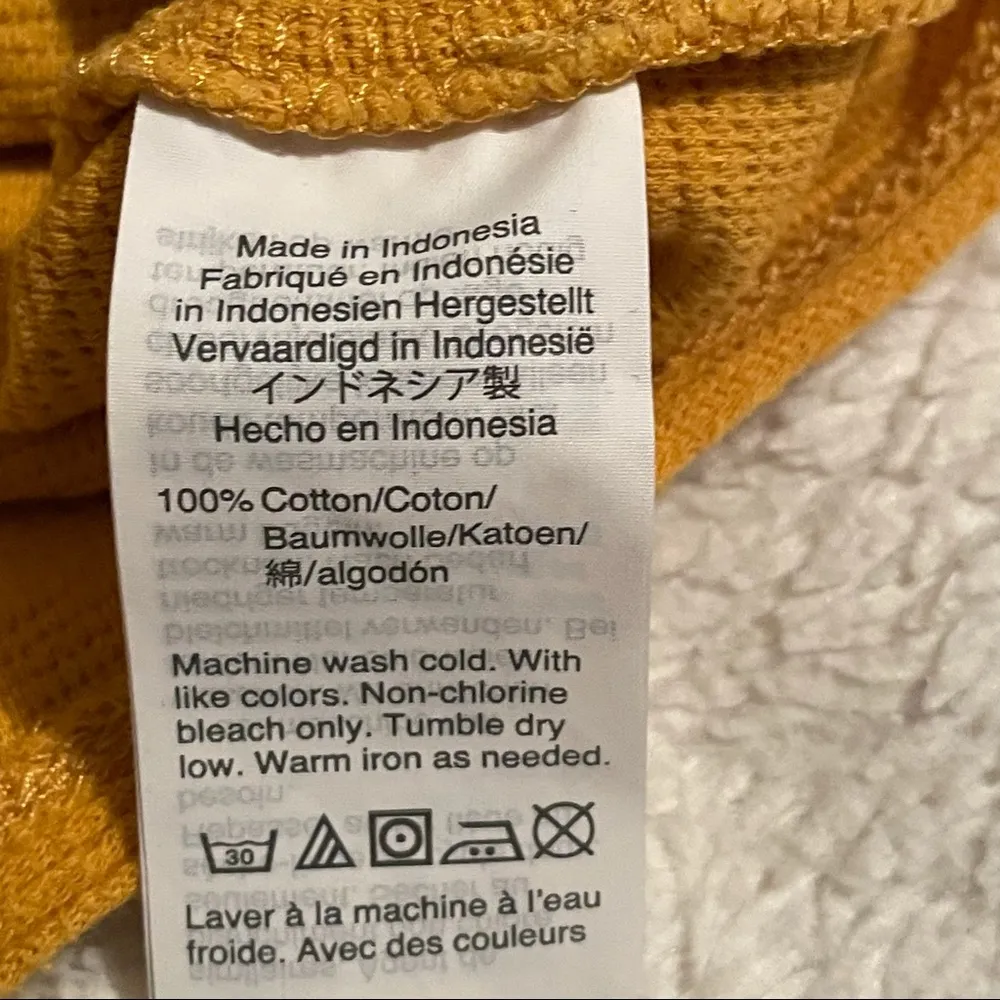 Made in Indonesia
Fabriqué en Indonésie
in Indonesien Hergestellt
Vervaardigd in Indonesië
インドネシア製
Hecho en Indonesia
100% Cotton/Coton/
Baumwolle/Katoen/
綿/algodón
Machine wash cold. With
like colors. Non-chlorine
bleach only. Tumble dry
low. Warm iron as needed.
30
Laver à la machine à l'eau
froide. Avec des couleurs